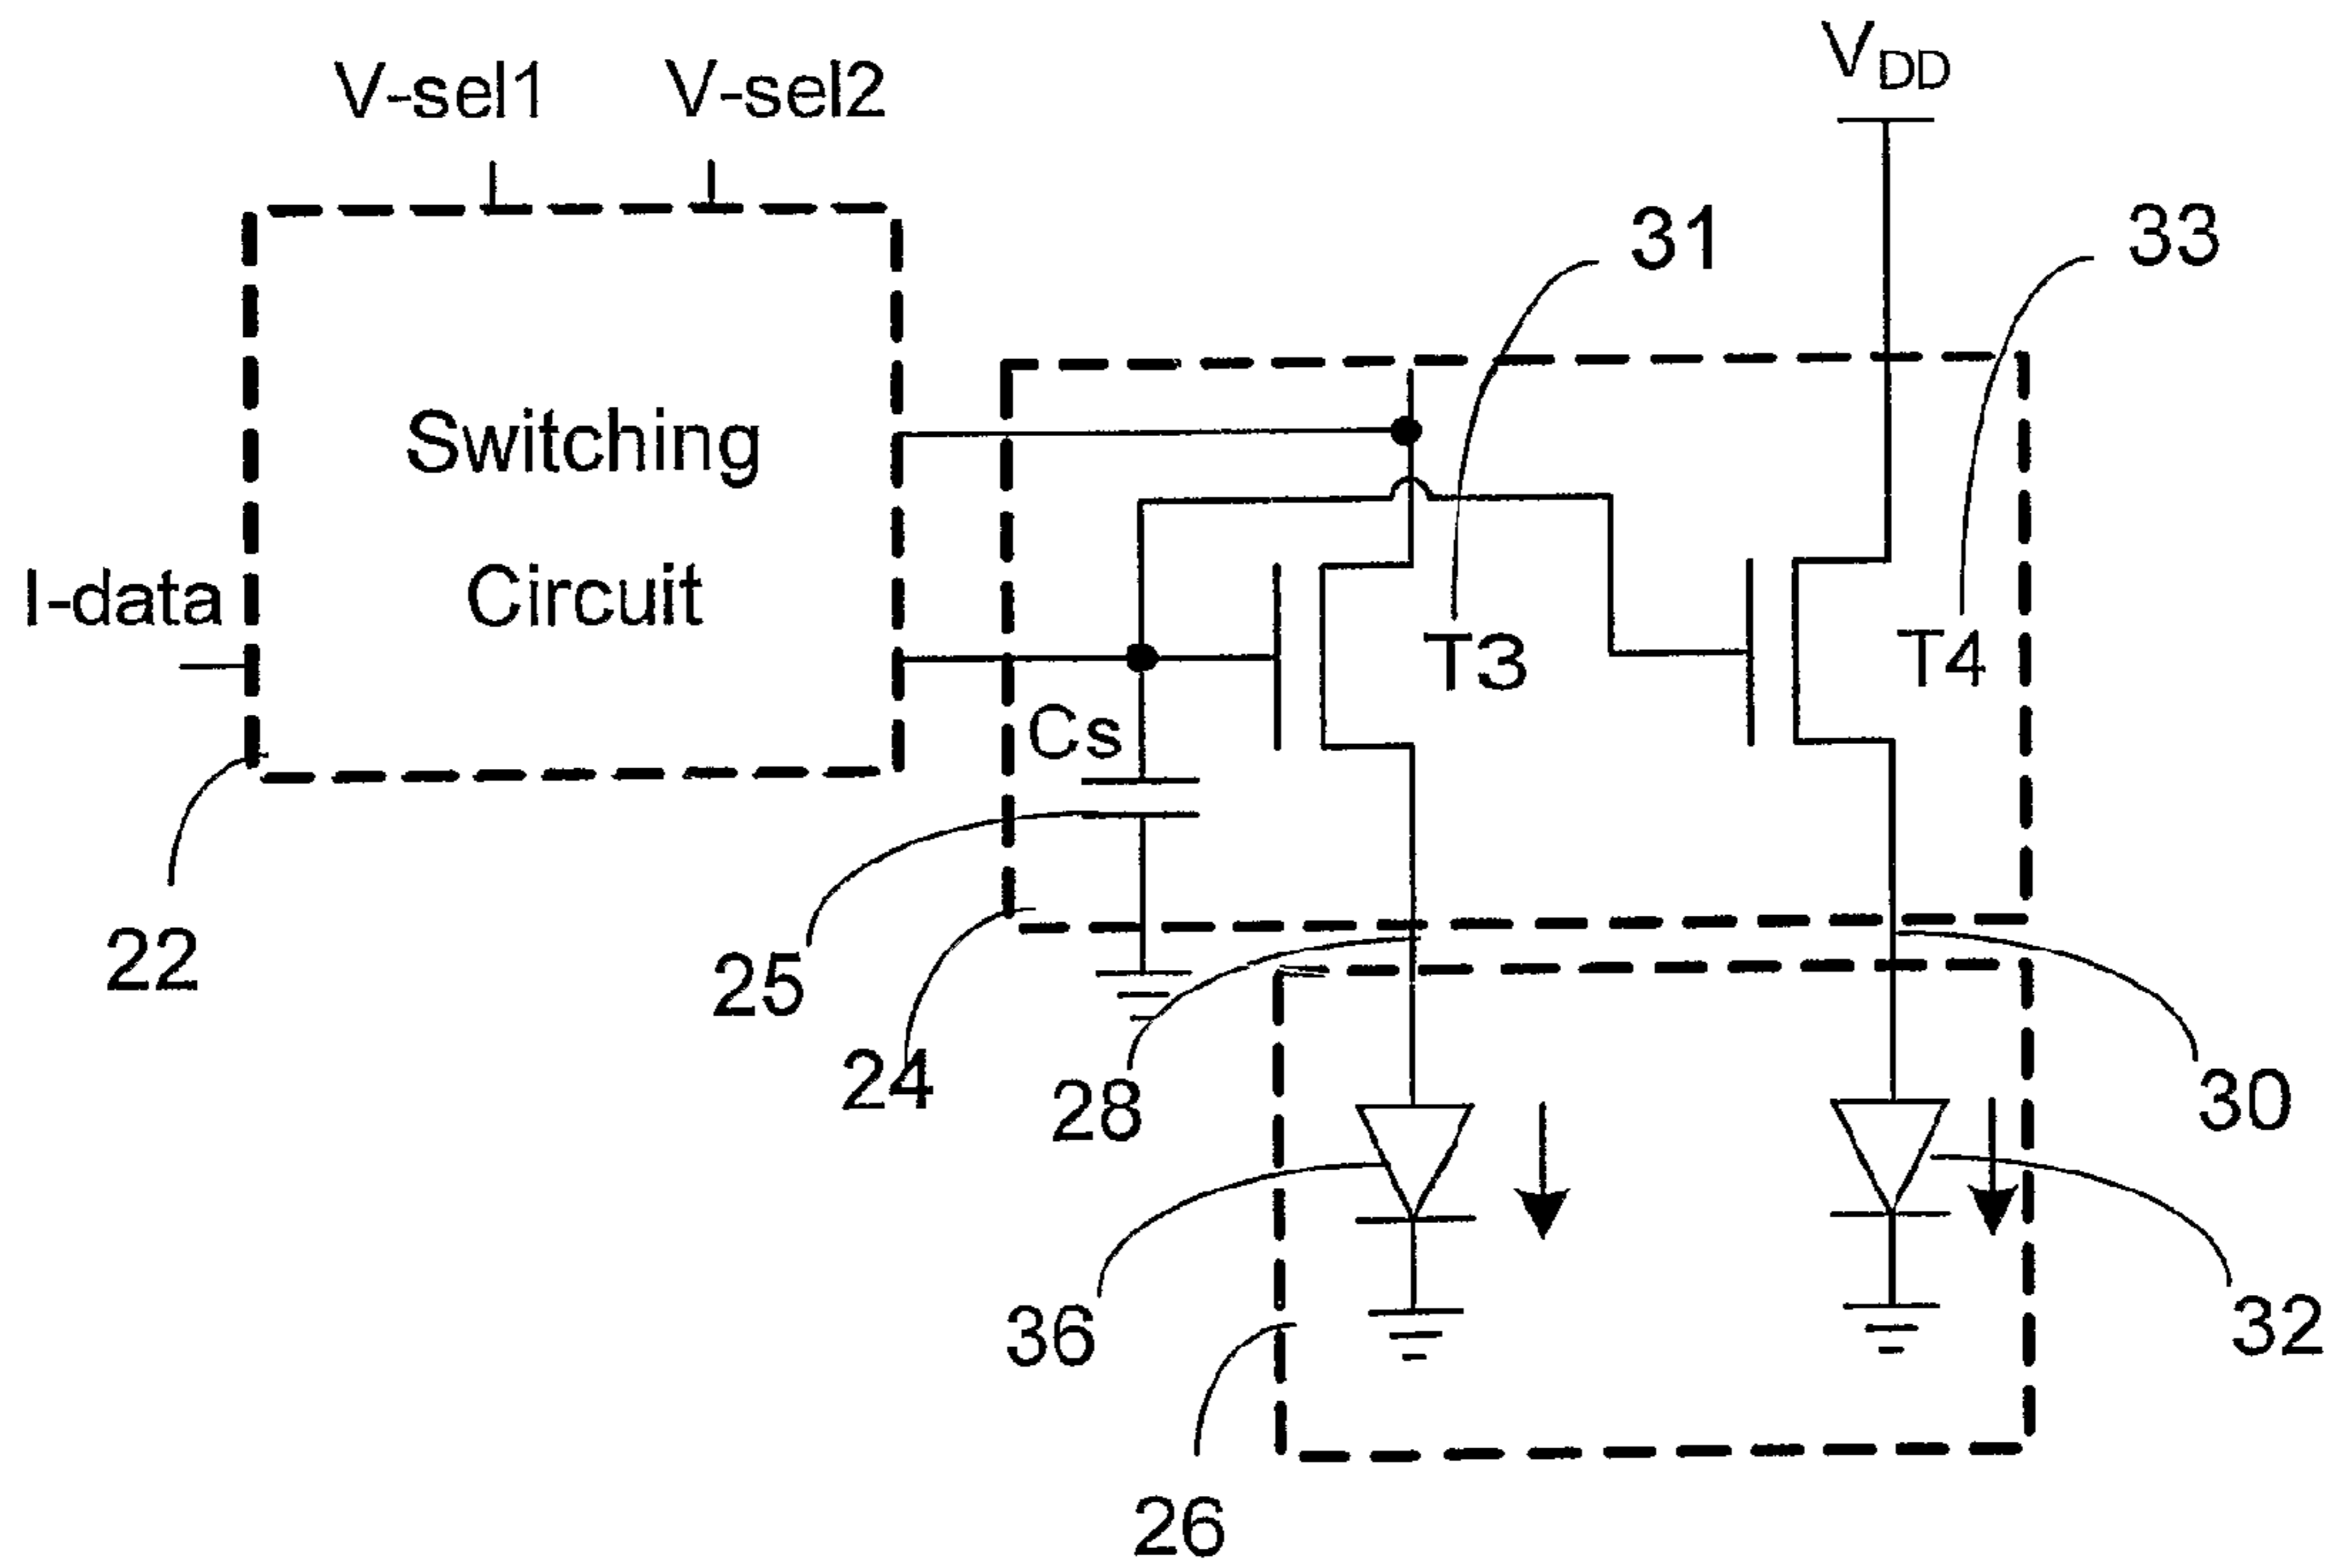 V-sel1
V-sel2
VDD
31
33
Switching
Circuit
I-data
T3
T4
Cs
22
25
24
28
30
36
32
26